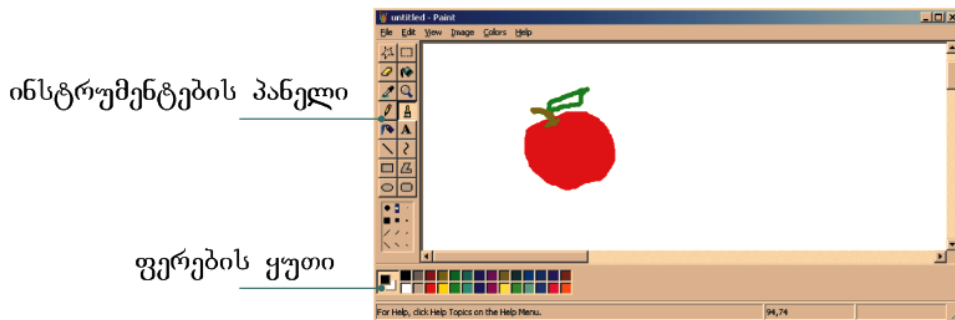 untitled - Paint
File Edit View Image Colors Help
ინსტრუმენტების პანელი
A
ფერების ყუთი
For Help, click Help Topics on the Help Menu.
94,74